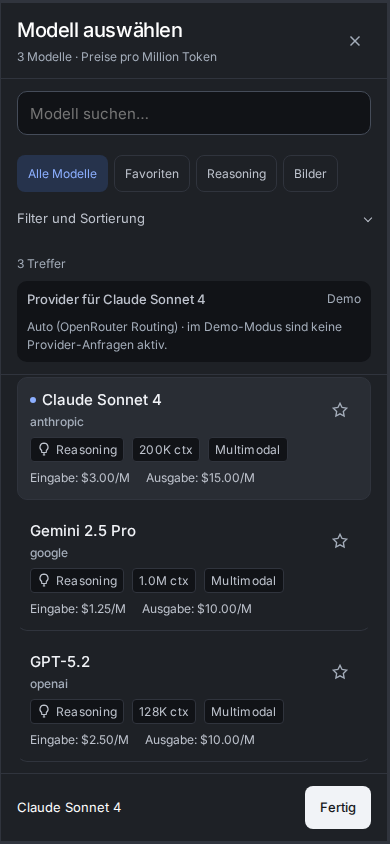 Modell auswählen
3 Modelle · Preise pro Million Token
Modell suchen...
Alle Modelle
Favoriten
Reasoning
Bilder
Filter und Sortierung
3 Treffer
Provider für Claude Sonnet 4
Demo
Auto (OpenRouter Routing) · im Demo-Modus sind keine
Provider-Anfragen aktiv.
Claude Sonnet 4
anthropic
Reasoning
200K ctx
Multimodal
Eingabe: $3.00/M
Ausgabe: $15.00/M
Gemini 2.5 Pro
google
Reasoning
1.0M ctx
Multimodal
Eingabe: $1.25/M
Ausgabe: $10.00/M
GPT-5.2
openai
Reasoning
128K ctx
Multimodal
Eingabe: $2.50/M
Ausgabe: $10.00/M
Claude Sonnet 4
Fertig